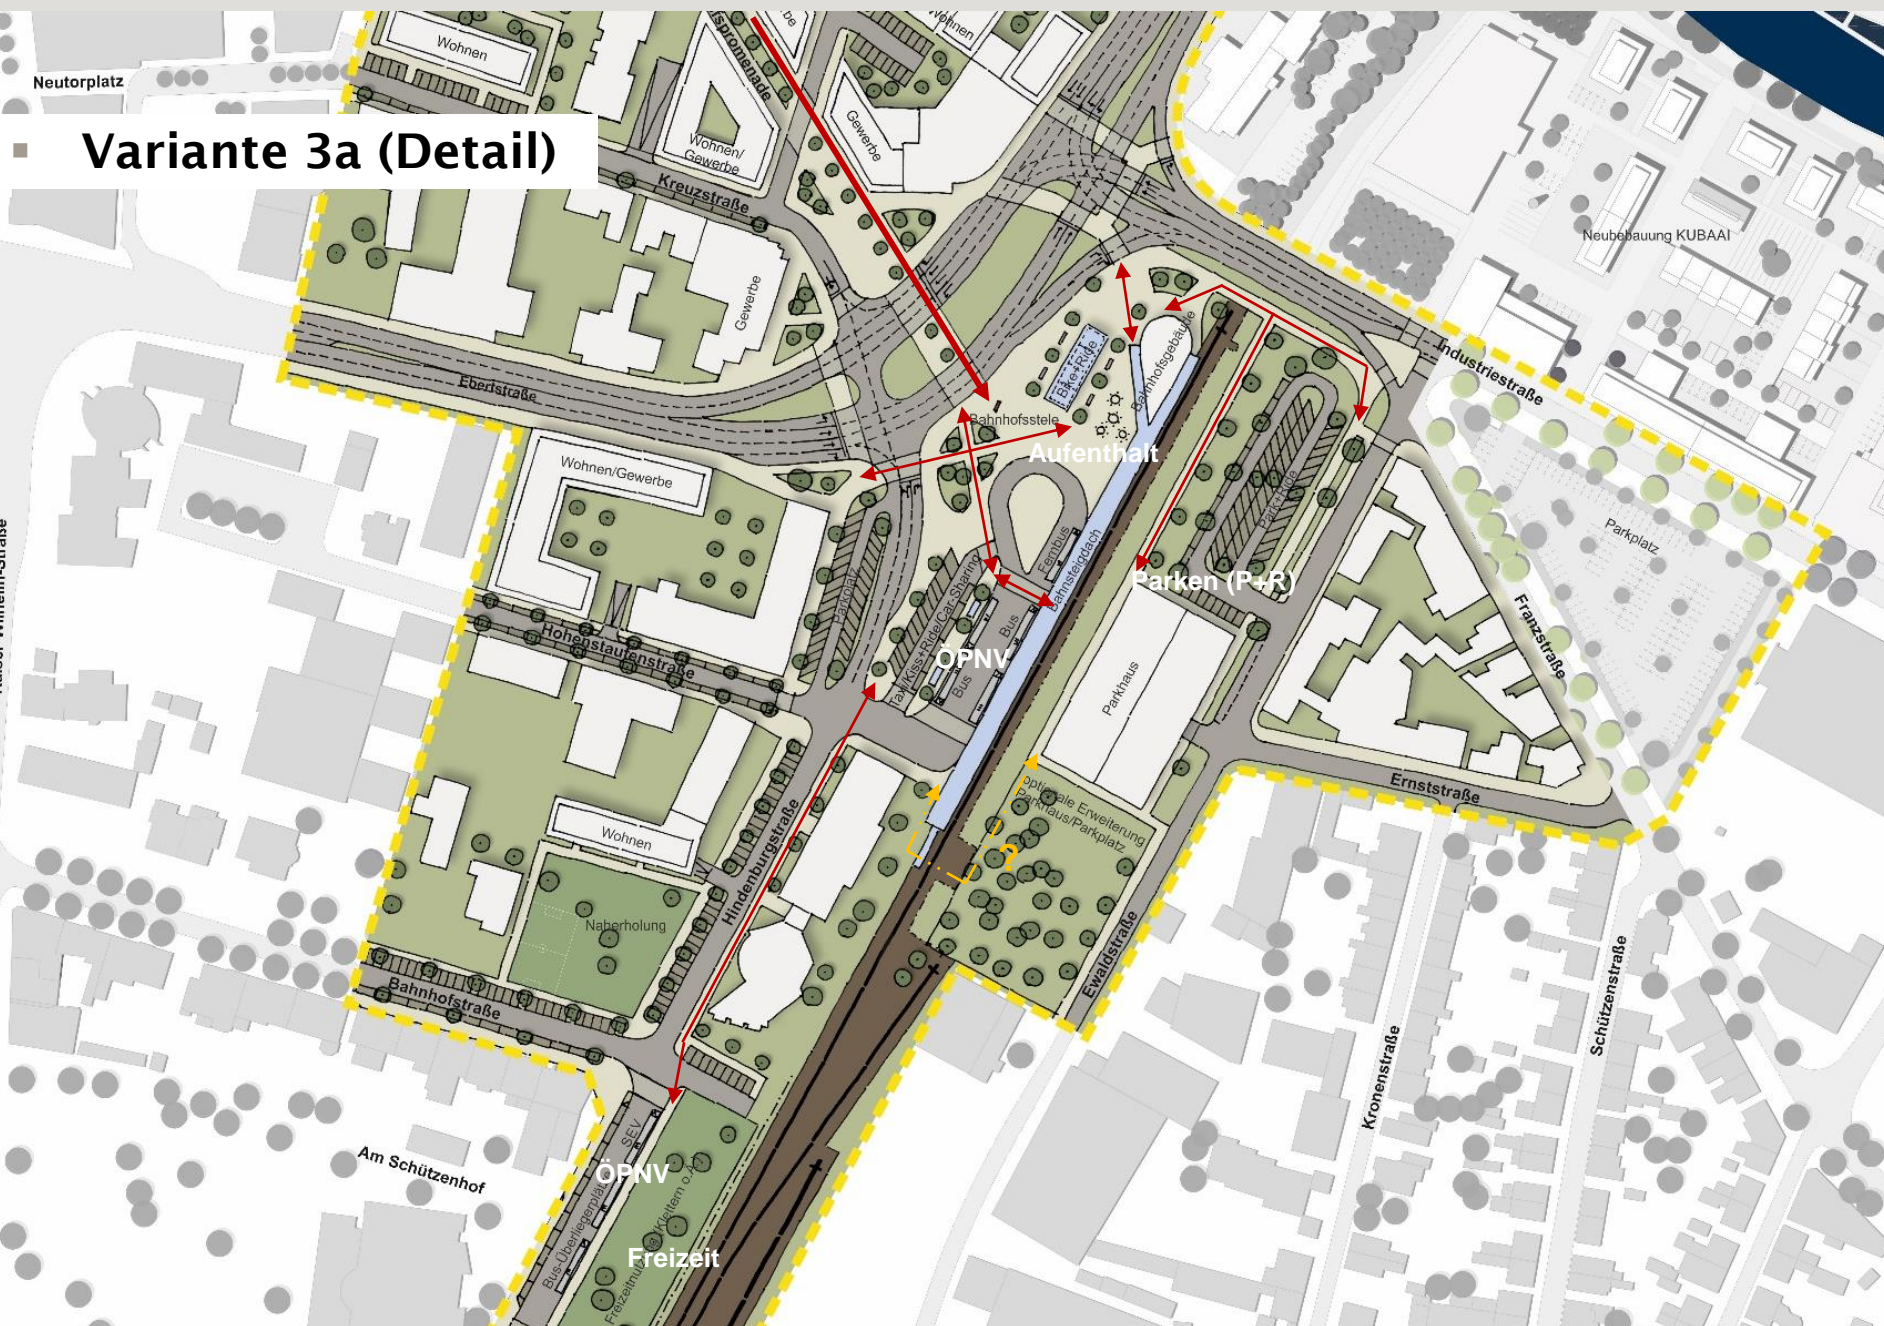 Wohnen
Neutorplatz
Variante 3a (Detail)
Wohnen
Gewerbe
Wohnen/
Gewerbe
Kreuzstraße
Neubebauung KUBAAI
Gewerbe
Bahnhofsgebäude
Bike+Ride
Industriestraße
Ebertstraße
Bahnhofsstele
Aufenthalt
Wohnen/Gewerbe
Park+Ride
Parkplatz
Fernbus
Bahnsteigdach
Parken (P+R)
Parkplatz
Taxi/Kiss+Ride/Car-Sharing
Bus
Franzstraße
Hohenstaufenstraße
ÖPNV
Bus
Parkhaus
Ernststraße
optionale Erweiterung
Parkhaus/Parkplatz
Wohnen
Hindenburgstraße
?
Naherholung
Ewaldstraße
Bahnhofstraße
Schützenstraße
Kronenstraße
SEV
Am Schützenhof
ÖPNV
Freizeit